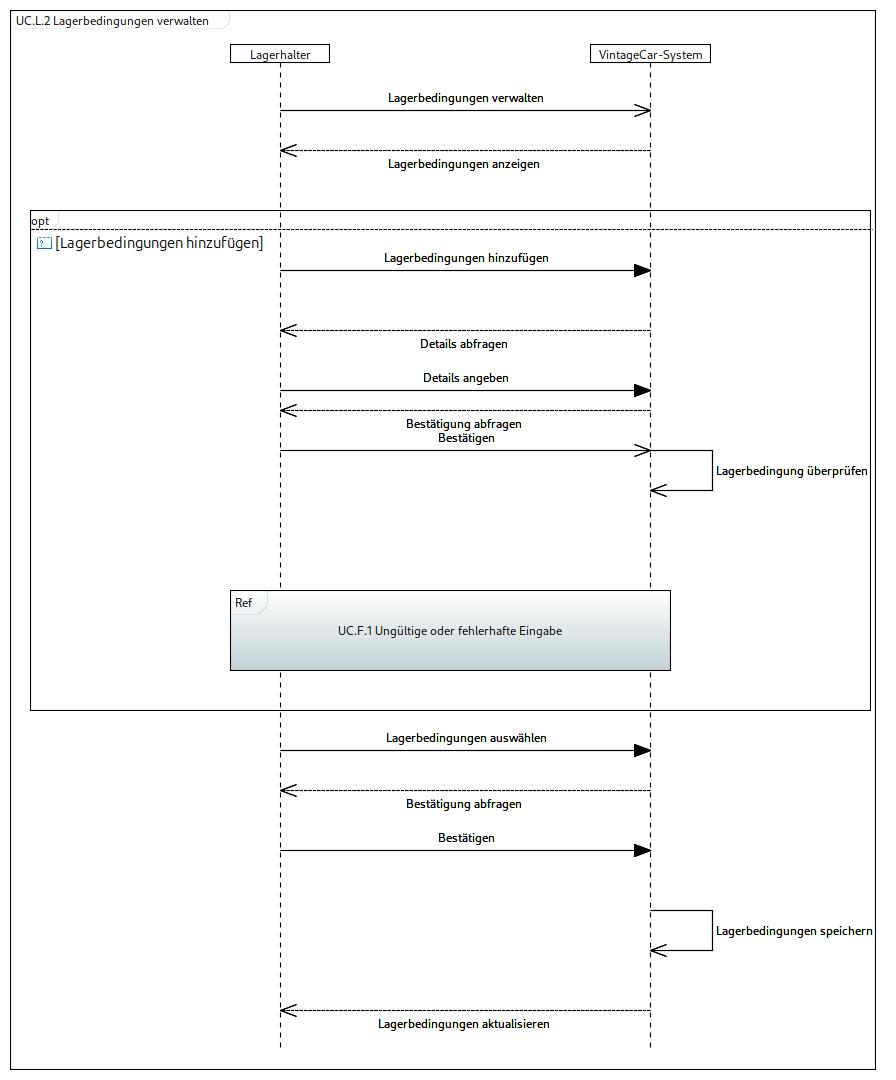 UC.L.2 Lagerbedingungen verwalten
Lagerhalter
VintageCar-System
Lagerbedingungen verwalten
Lagerbedingungen anzeigen
opt
[Lagerbedingungen hinzufügen]
Lagerbedingungen hinzufügen
Details abfragen
Details angeben
Bestätigung abfragen
Bestätigen
Lagerbedingung überprüfen
Ref
UC.F.1 Ungültige oder fehlerhafte Eingabe
Lagerbedingungen auswählen
Bestätigung abfragen
Bestätigen
Lagerbedingungen speichern
Lagerbedingungen aktualisieren